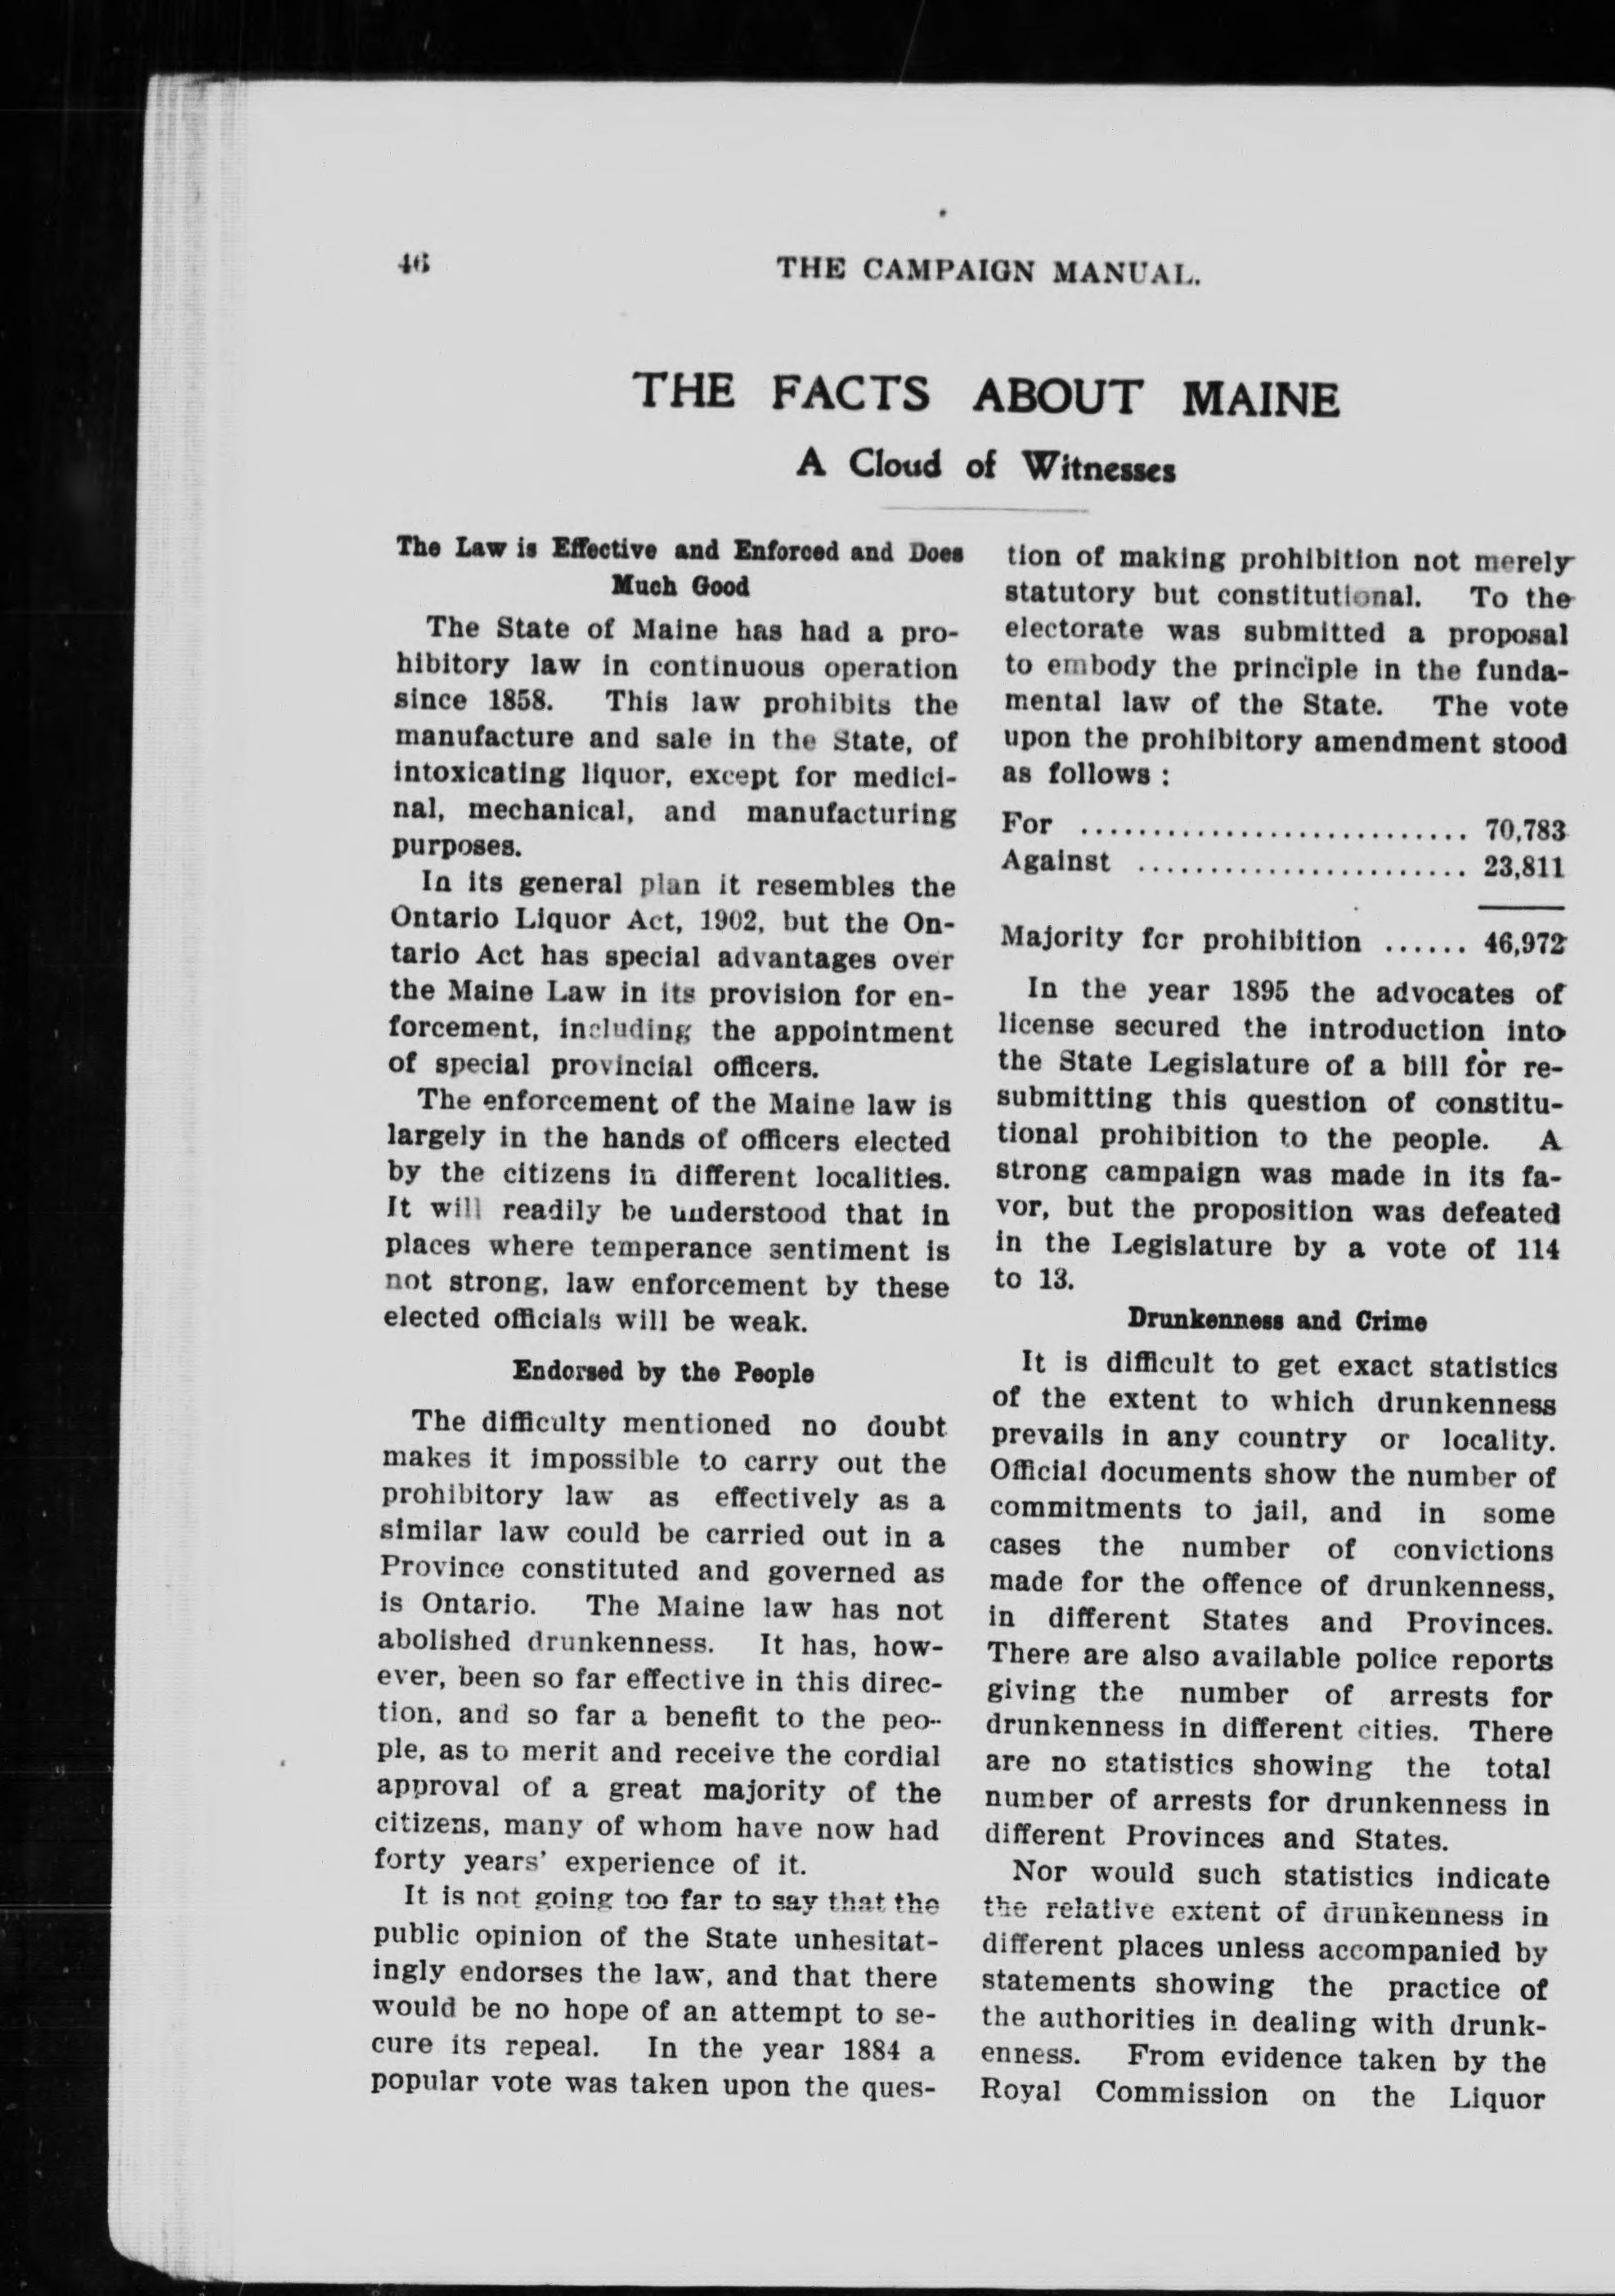 46
THE CAMPAIGN MANUAL.
THE FACTS ABOUT MAINE
A Cloud of Witnesses
The Law is Effective and Enforced and Does
Much Good
The State of Maine has had a pro-
hibitory law in continuous operation
since 1858. This law prohibits the
manufacture and sale in the State, of
intoxicating liquor, except for medici-
nal, mechanical, and manufacturing
purposes.
In its general plan it resembles the
Ontario Liquor Act, 1902, but the On-
tario Act has special advantages over
the Maine Law in its provision for en-
forcement, including the appointment
of special provincial officers.
The enforcement of the Maine law is
largely in the hands of officers elected
by the citizens in different localities.
It will readily be understood that in
places where temperance sentiment is
not strong, law enforcement by these
elected officials will be weak.
Endorsed by the People
The difficulty mentioned no doubt
makes it impossible to carry out the
prohibitory law as effectively as a
similar law could be carried out in a
Province constituted and governed as
is Ontario. The Maine law has not
abolished drunkenness. It has, how-
ever, been so far effective in this direc-
tion, and so far a benefit to the peo-
ple, as to merit and receive the cordial
approval of a great majority of the
citizens, many of whom have now had
forty years' experience of it.
It is not going too far to say that the
public opinion of the State unhesitat-
ingly endorses the law, and that there
would be no hope of an attempt to se-
cure its repeal. In the year 1884 a
popular vote was taken upon the ques-
tion of making prohibition not merely
statutory but constitutional. To the
electorate was submitted a proposal
to embody the principle in the funda-
mental law of the State. The vote
upon the prohibitory amendment stood
as follows :
For ........................... 70,783
Against ....................... 23,811
Majority for prohibition ...... 46,972
In the year 1895 the advocates of
license secured the introduction into
the State Legislature of a bill for re-
submitting this question of constitu-
tional prohibition to the people. A
strong campaign was made in its fa-
vor, but the proposition was defeated
in the Legislature by a vote of 114
to 13.
Drunkenness and Crime
It is difficult to get exact statistics
of the extent to which drunkenness
prevails in any country or locality.
Official documents show the number of
commitments to jail, and in some
cases the number of convictions
made for the offence of drunkenness,
in different States and Provinces.
There are also available police reports
giving the number of arrests for
drunkenness in different cities. There
are no statistics showing the total
number of arrests for drunkenness in
different Provinces and States.
Nor would such statistics indicate
the relative extent of drunkenness in
different places unless accompanied by
statements showing the practice of
the authorities in dealing with drunk-
enness. From evidence taken by the
Royal Commission on the Liquor